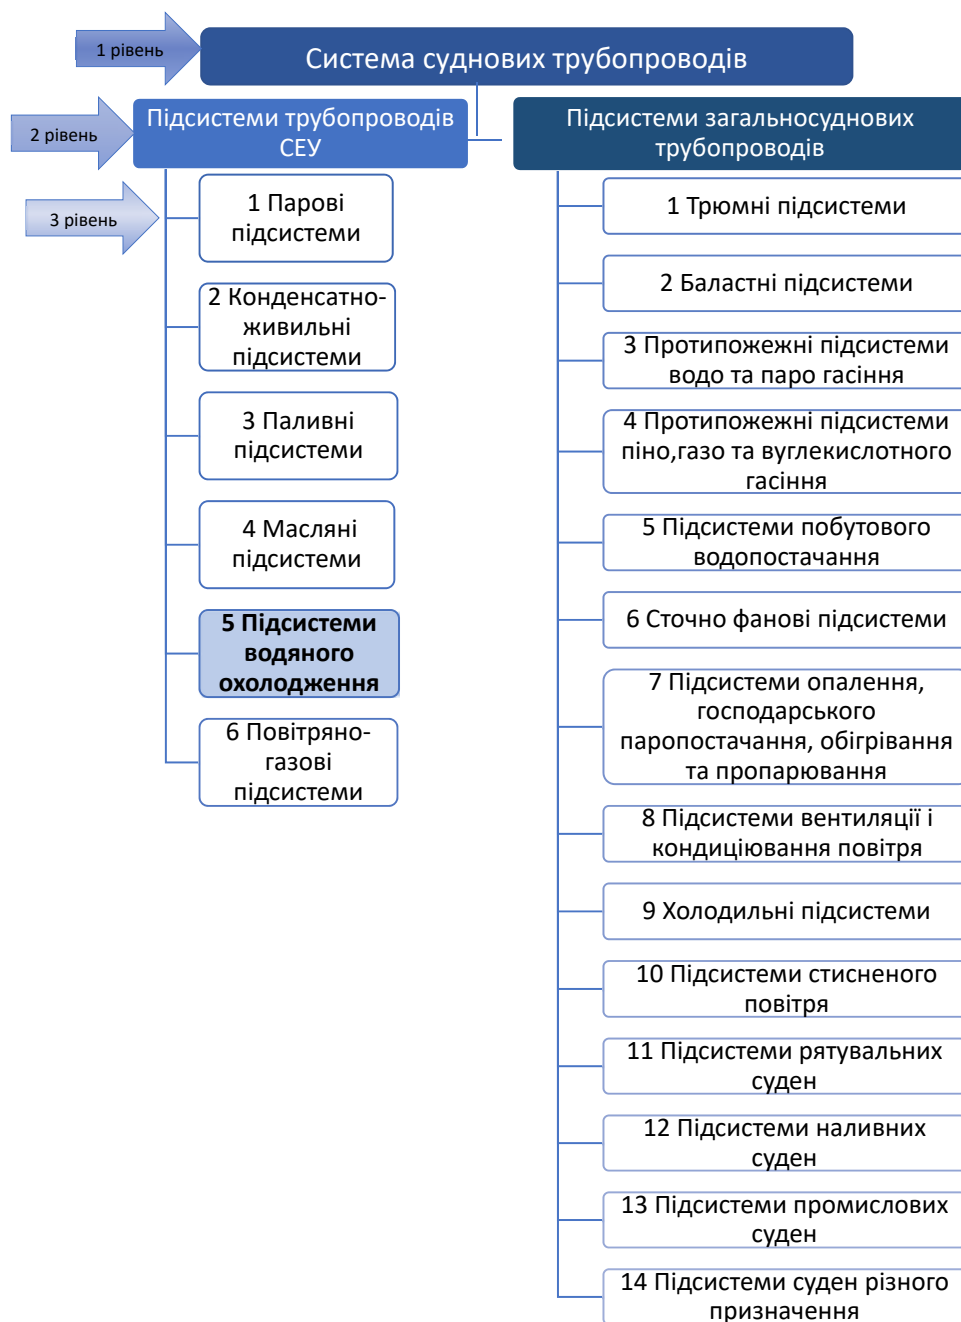 1 рівень
Система суднових трубопроводів
2 рівень
Підсистеми трубопроводів
СЕУ
Підсистеми загальносуднових
трубопроводів
3 рівень
1 Парові
підсистеми
2 Конденсатно-
живильні
підсистеми
3 Паливні
підсистеми
4 Масляні
підсистеми
5 Підсистеми
водяного
охолодження
6 Повітряно-
газові
підсистеми
1 Трюмні підсистеми
2 Баластні підсистеми
3 Протипожежні підсистеми
водо та паро гасіння
4 Протипожежні підсистеми
піно,газо та вуглекислотного
гасіння
5 Підсистеми побутового
водопостачання
6 Сточно фанові підсистеми
7 Підсистеми опалення,
господарського
паропостачання, обігрівання
та пропарювання
8 Підсистеми вентиляції і
кондиціювання повітря
9 Холодильні підсистеми
10 Підсистеми стисненого
повітря
11 Підсистеми рятувальних
суден
12 Підсистеми наливних
суден
13 Підсистеми промислових
суден
14 Підсистеми суден різного
призначення